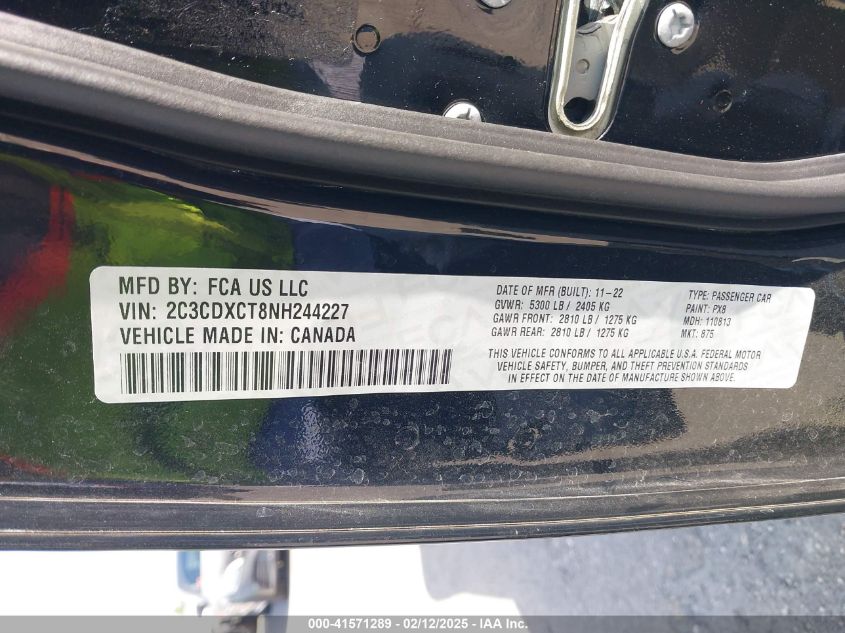 MFD BY: FCA US LLC
VIN: 2C3CDXCT8NH244227
VEHICLE MADE IN: CANADA
DATE OF MFR (BUILT): 11-22
GVWR: 5300 LB / 2405 KG
GAWR FRONT: 2810 LB / 1275 KG
GAWR REAR: 2810 LB / 1275 KG
TYPE: PASSENGER CAR
PAINT: PX8
MDH: 110813
MKT: 875
THIS VEHICLE CONFORMS TO ALL APPLICABLE U.S.A. FEDERAL MOTOR
VEHICLE SAFETY, BUMPER, AND THEFT PREVENTION STANDARDS
IN EFFECT ON THE DATE OF MANUFACTURE SHOWN ABOVE.
000-41571289 - 02/12/2025 - IAA Inc.